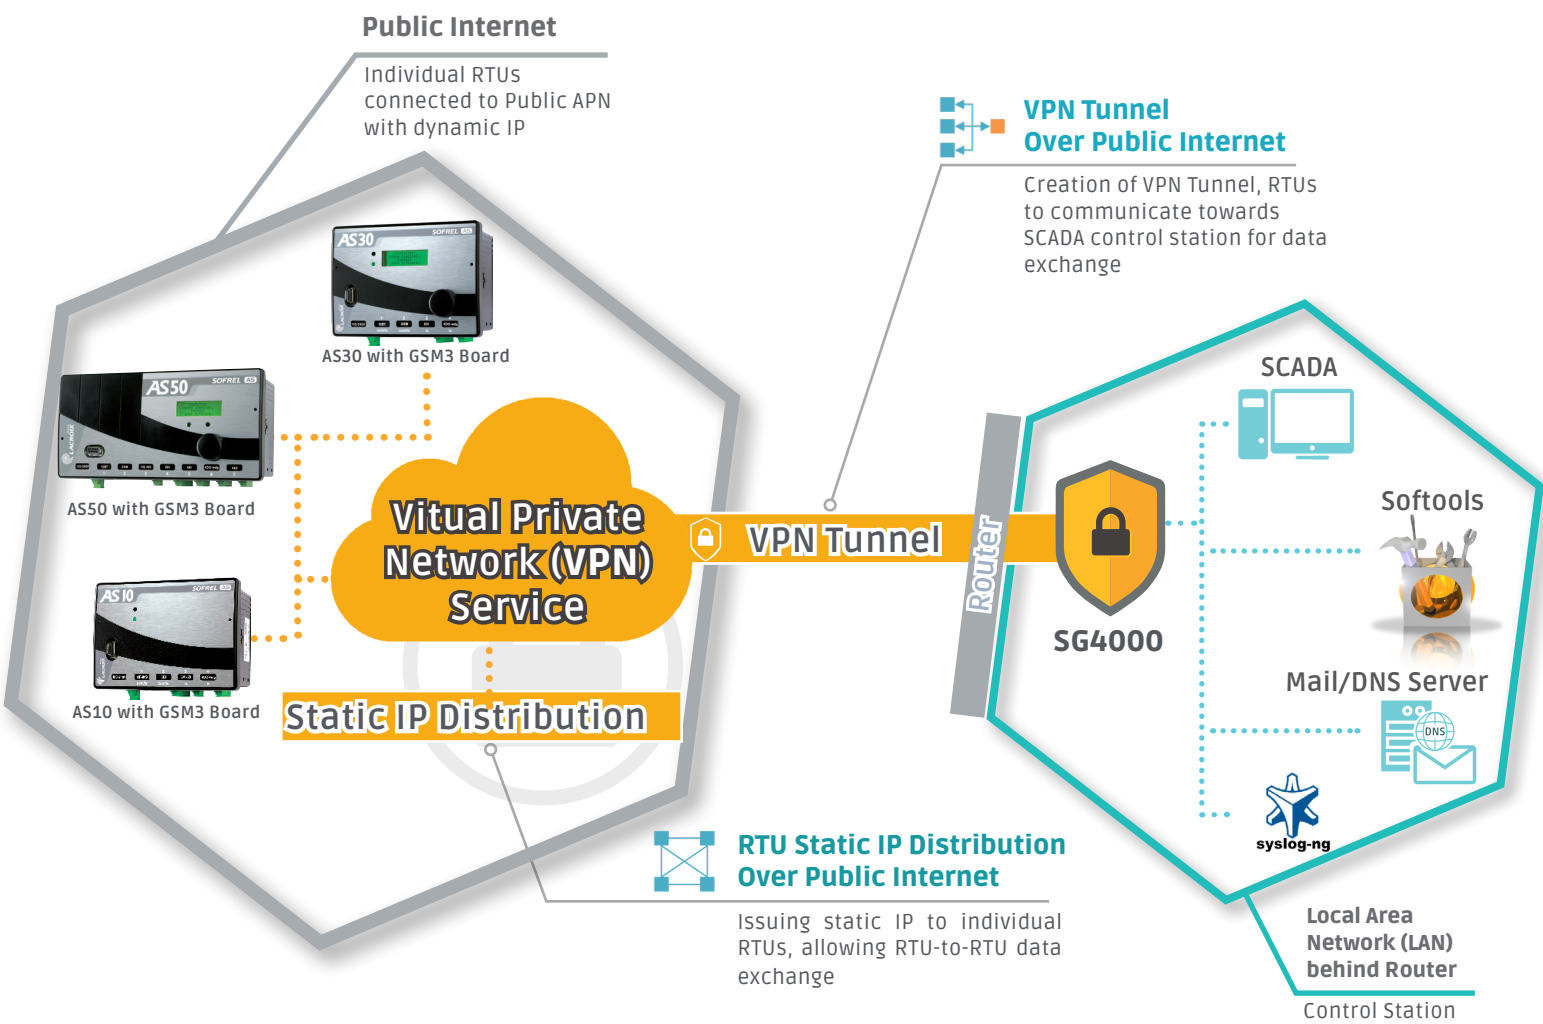 Public Internet
Individual RTUs
connected to Public APN
with dynamic IP
VPN Tunnel
Over Public Internet
Creation of VPN Tunnel, RTUs
to communicate towards
SCADA control station for data
exchange
AS30
SOFREL AS
LACROIX
AS30 with GSM3 Board
AS50
SOFREL AS
LACROIX
AS50 with GSM3 Board
AS10
SOFREL AS
AS10 with GSM3 Board
Vitual Private
Network (VPN)
Service
Static IP Distribution
VPN Tunnel
Router
SG4000
SCADA
Softools
Mail/DNS Server
DNS
syslog-ng
RTU Static IP Distribution
Over Public Internet
Issuing static IP to individual
RTUs, allowing RTU-to-RTU data
exchange
Local Area
Network (LAN)
behind Router
Control Station